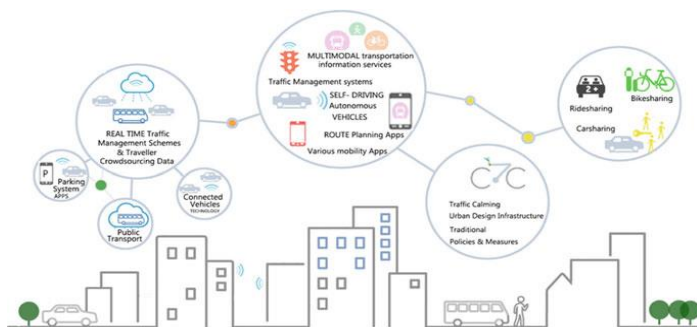 REAL TIME Traffic
Management Schemes
& Traveller
Crowdsourcing Data
P
Parking
System
APPS
Public
Transport
Connected
Vehicles
TECHNOLOGY
MULTIMODAL transportation
information services
Traffic Management systems
SELF- DRIVING
Autonomous
VEHICLES
ROUTE Planning Apps
Various mobility Apps
Traffic Calming
Urban Design Infrastructure
Traditional
Policies & Measures
2+
Ridesharing
Bikesharing
Carsharing